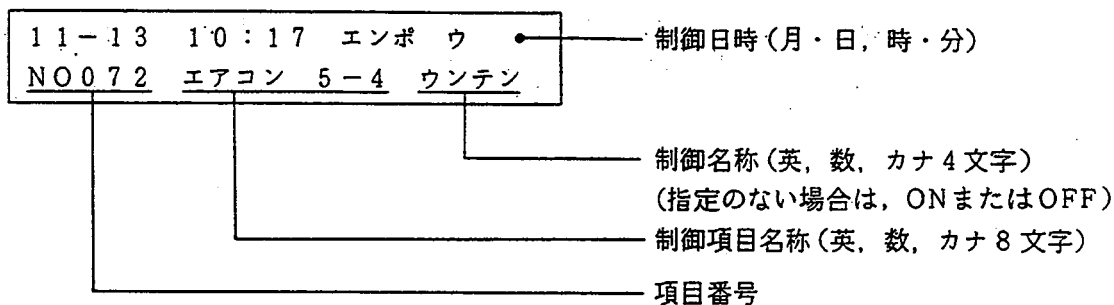 11-13 10:17 エンポ ウ
NO072 エアコン 5-4 ウンテン
制御日時(月・日, 時・分)
制御名称(英, 数, カナ4文字)
(指定のない場合は, ONまたはOFF)
制御項目名称(英, 数, カナ8文字)
項目番号